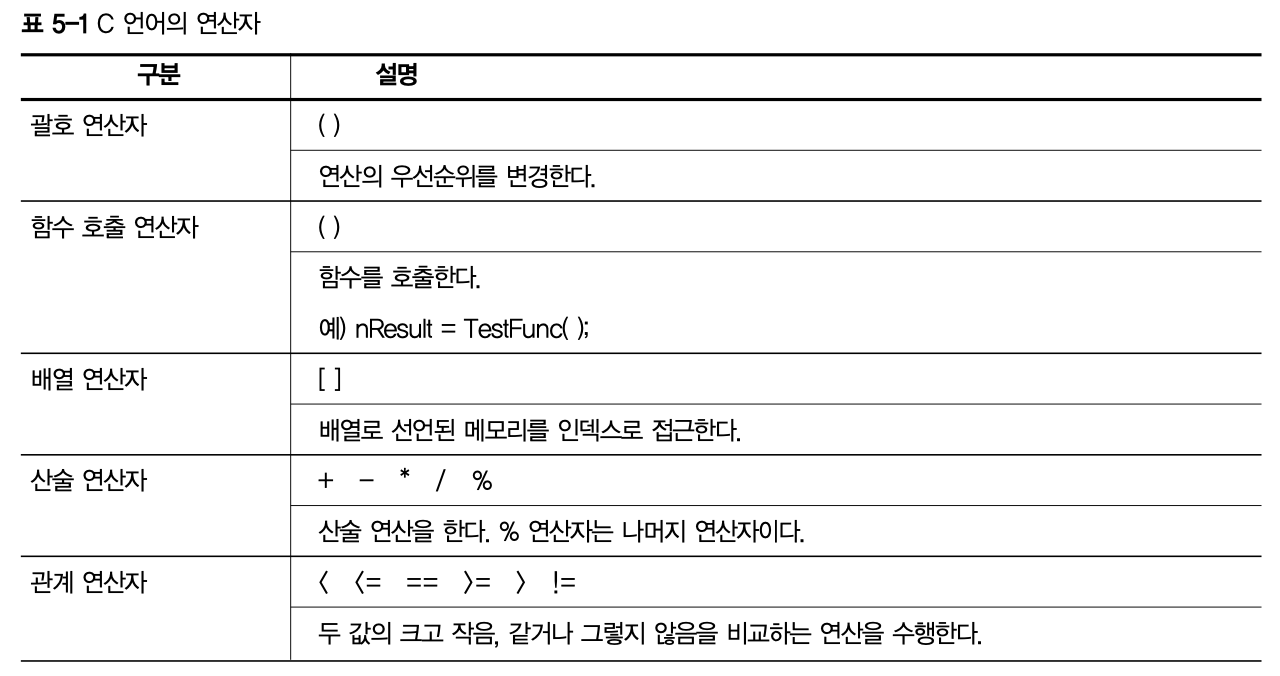 표 5-1 C 언어의 연산자
구분 설명
괄호 연산자 ( )
연산의 우선순위를 변경한다.
함수 호출 연산자 ( )
함수를 호출한다.
예) nResult = TestFunc( );
배열 연산자 [ ]
배열로 선언된 메모리를 인덱스로 접근한다.
산술 연산자 + - * / %
산술 연산을 한다. % 연산자는 나머지 연산자이다.
관계 연산자 < <= == >= > !=
두 값의 크고 작음, 같거나 그렇지 않음을 비교하는 연산을 수행한다.